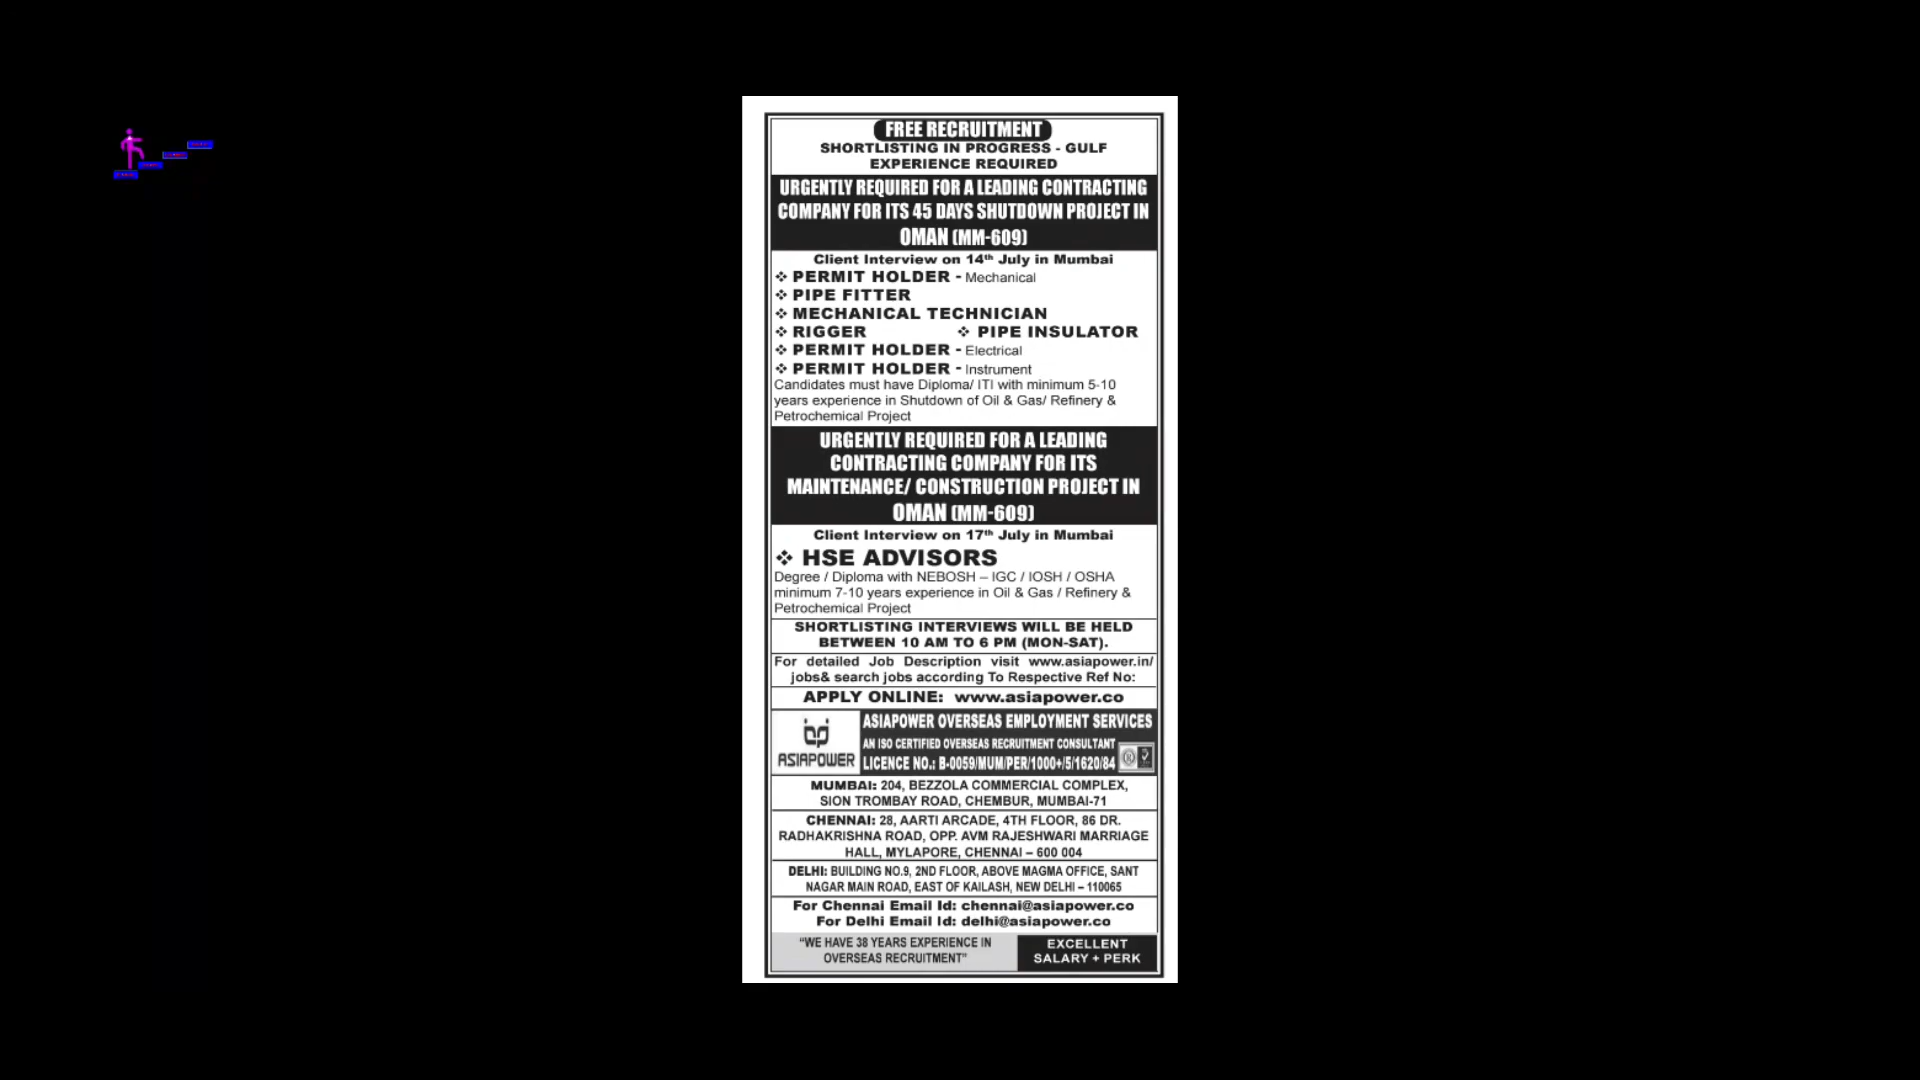 FREE RECRUITMENT
SHORTLISTING IN PROGRESS - GULF
EXPERIENCE REQUIRED
URGENTLY REQUIRED FOR A LEADING CONTRACTING
COMPANY FOR ITS 45 DAYS SHUTDOWN PROJECT IN
OMAN (MM-609)
Client Interview on 14th July in Mumbai
❖ PERMIT HOLDER - Mechanical
❖ PIPE FITTER
❖ MECHANICAL TECHNICIAN
❖ RIGGER ❖ PIPE INSULATOR
❖ PERMIT HOLDER - Electrical
❖ PERMIT HOLDER - Instrument
Candidates must have Diploma/ ITI with minimum 5-10
years experience in Shutdown of Oil & Gas/ Refinery &
Petrochemical Project
URGENTLY REQUIRED FOR A LEADING
CONTRACTING COMPANY FOR ITS
MAINTENANCE/ CONSTRUCTION PROJECT IN
OMAN (MM-609)
Client Interview on 17th July in Mumbai
❖ HSE ADVISORS
Degree / Diploma with NEBOSH – IGC / IOSH / OSHA
minimum 7-10 years experience in Oil & Gas / Refinery &
Petrochemical Project
SHORTLISTING INTERVIEWS WILL BE HELD
BETWEEN 10 AM TO 6 PM (MON-SAT).
For detailed Job Description visit www.asiapower.in/
jobs& search jobs according To Respective Ref No:
APPLY ONLINE: www.asiapower.co
ASIAPOWER
ASIAPOWER OVERSEAS EMPLOYMENT SERVICES
AN ISO CERTIFIED OVERSEAS RECRUITMENT CONSULTANT
LICENCE NO.: B-0059/MUM/PER/1000+/5/1620/84
MUMBAI: 204, BEZZOLA COMMERCIAL COMPLEX,
SION TROMBAY ROAD, CHEMBUR, MUMBAI-71
CHENNAI: 28, AARTI ARCADE, 4TH FLOOR, 86 DR.
RADHAKRISHNA ROAD, OPP. AVM RAJESHWARI MARRIAGE
HALL, MYLAPORE, CHENNAI – 600 004
DELHI: BUILDING NO.9, 2ND FLOOR, ABOVE MAGMA OFFICE, SANT
NAGAR MAIN ROAD, EAST OF KAILASH, NEW DELHI – 110065
For Chennai Email Id: chennai@asiapower.co
For Delhi Email Id: delhi@asiapower.co
“WE HAVE 38 YEARS EXPERIENCE IN
OVERSEAS RECRUITMENT”
EXCELLENT
SALARY + PERK